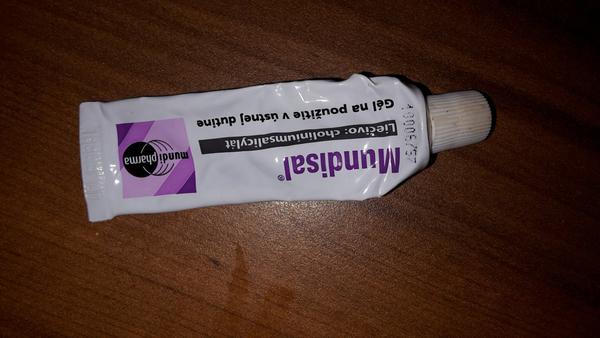 Mundisal®
Liečivo: cholíniumsalicylát
Gél na použitie v ústnej dutine
mundipharma